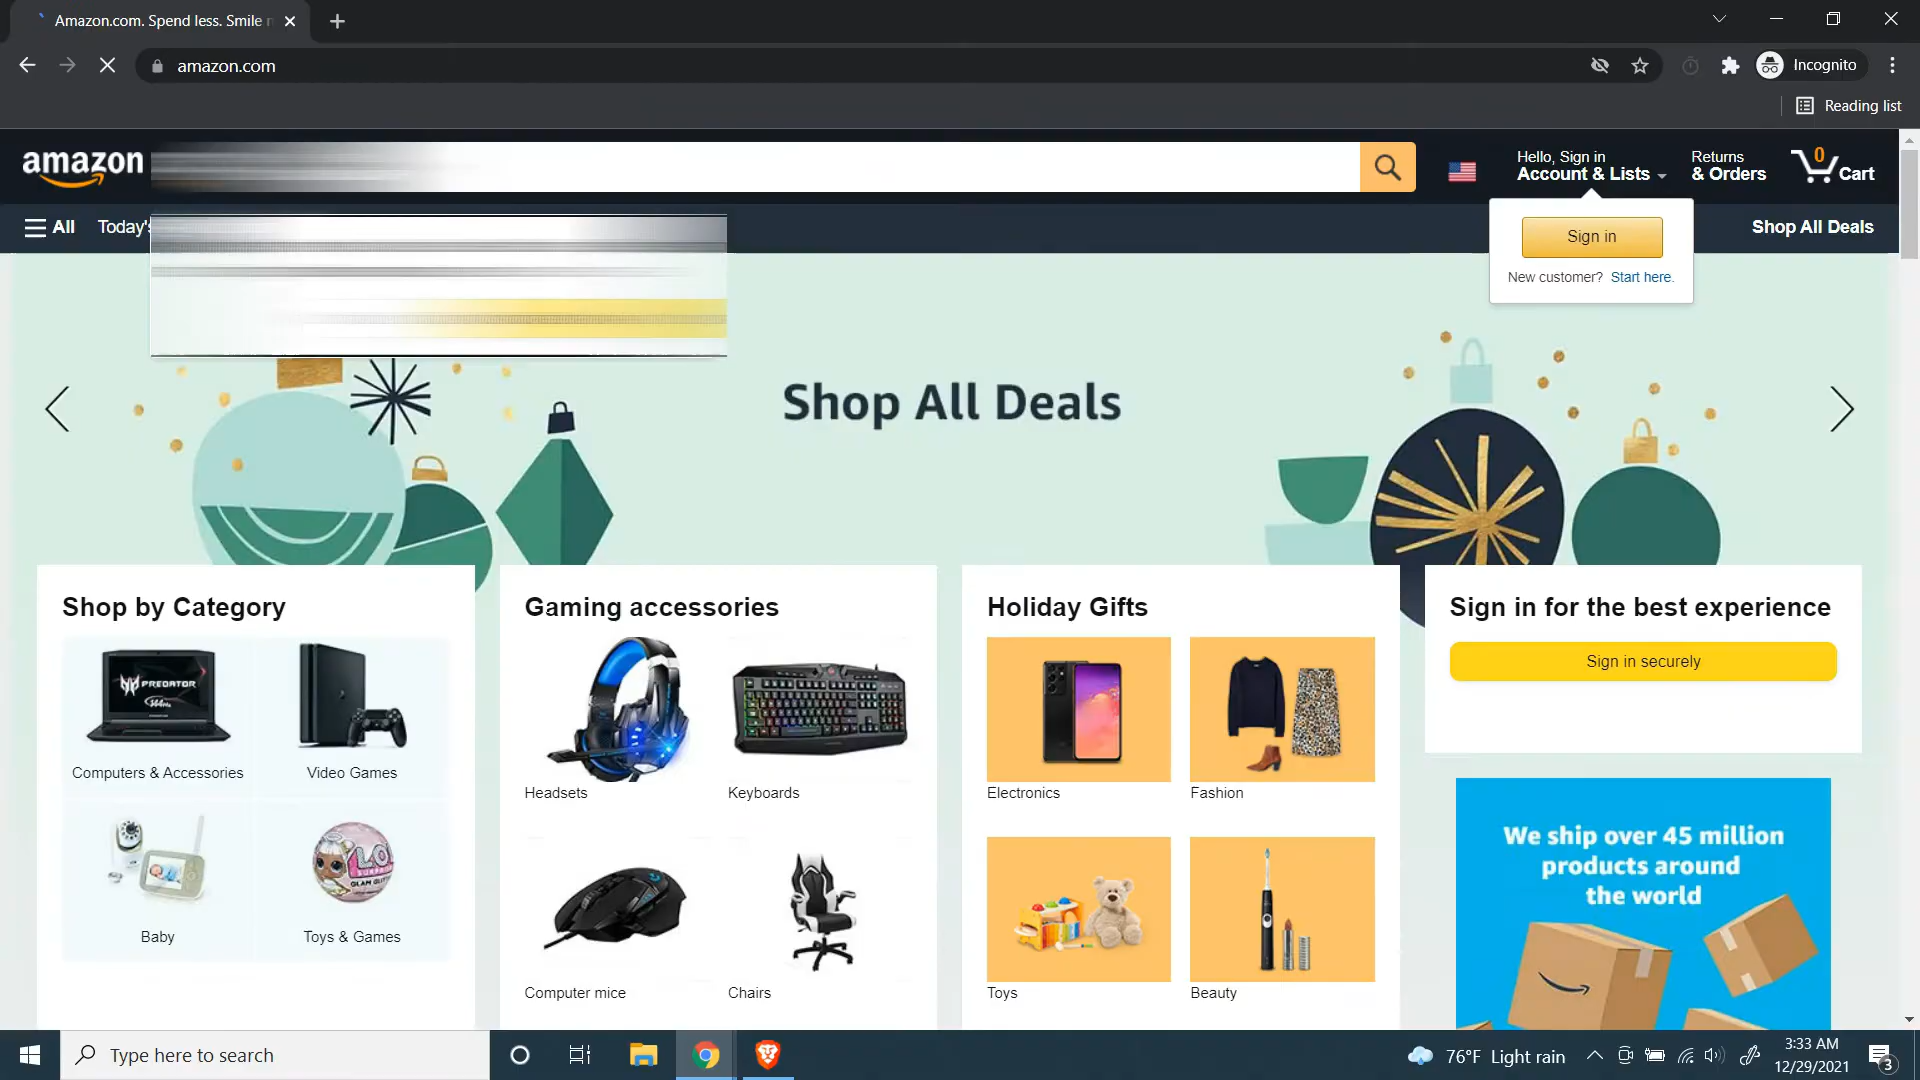 Amazon.com. Spend less. Smile
amazon.com
Incognito
Reading list
amazon
Hello, Sign in
Account & Lists
Returns
& Orders
0
Cart
All
Today's
Shop All Deals
Sign in
New customer? Start here.
Shop All Deals
Shop by Category
Gaming accessories
Holiday Gifts
Sign in for the best experience
Sign in securely
PREDATOR
Computers & Accessories
Video Games
Headsets
Keyboards
Electronics
Fashion
We ship over 45 million
products around
the world
Baby
Toys & Games
Computer mice
Chairs
Toys
Beauty
Type here to search
76°F Light rain
3:33 AM
12/29/2021
3